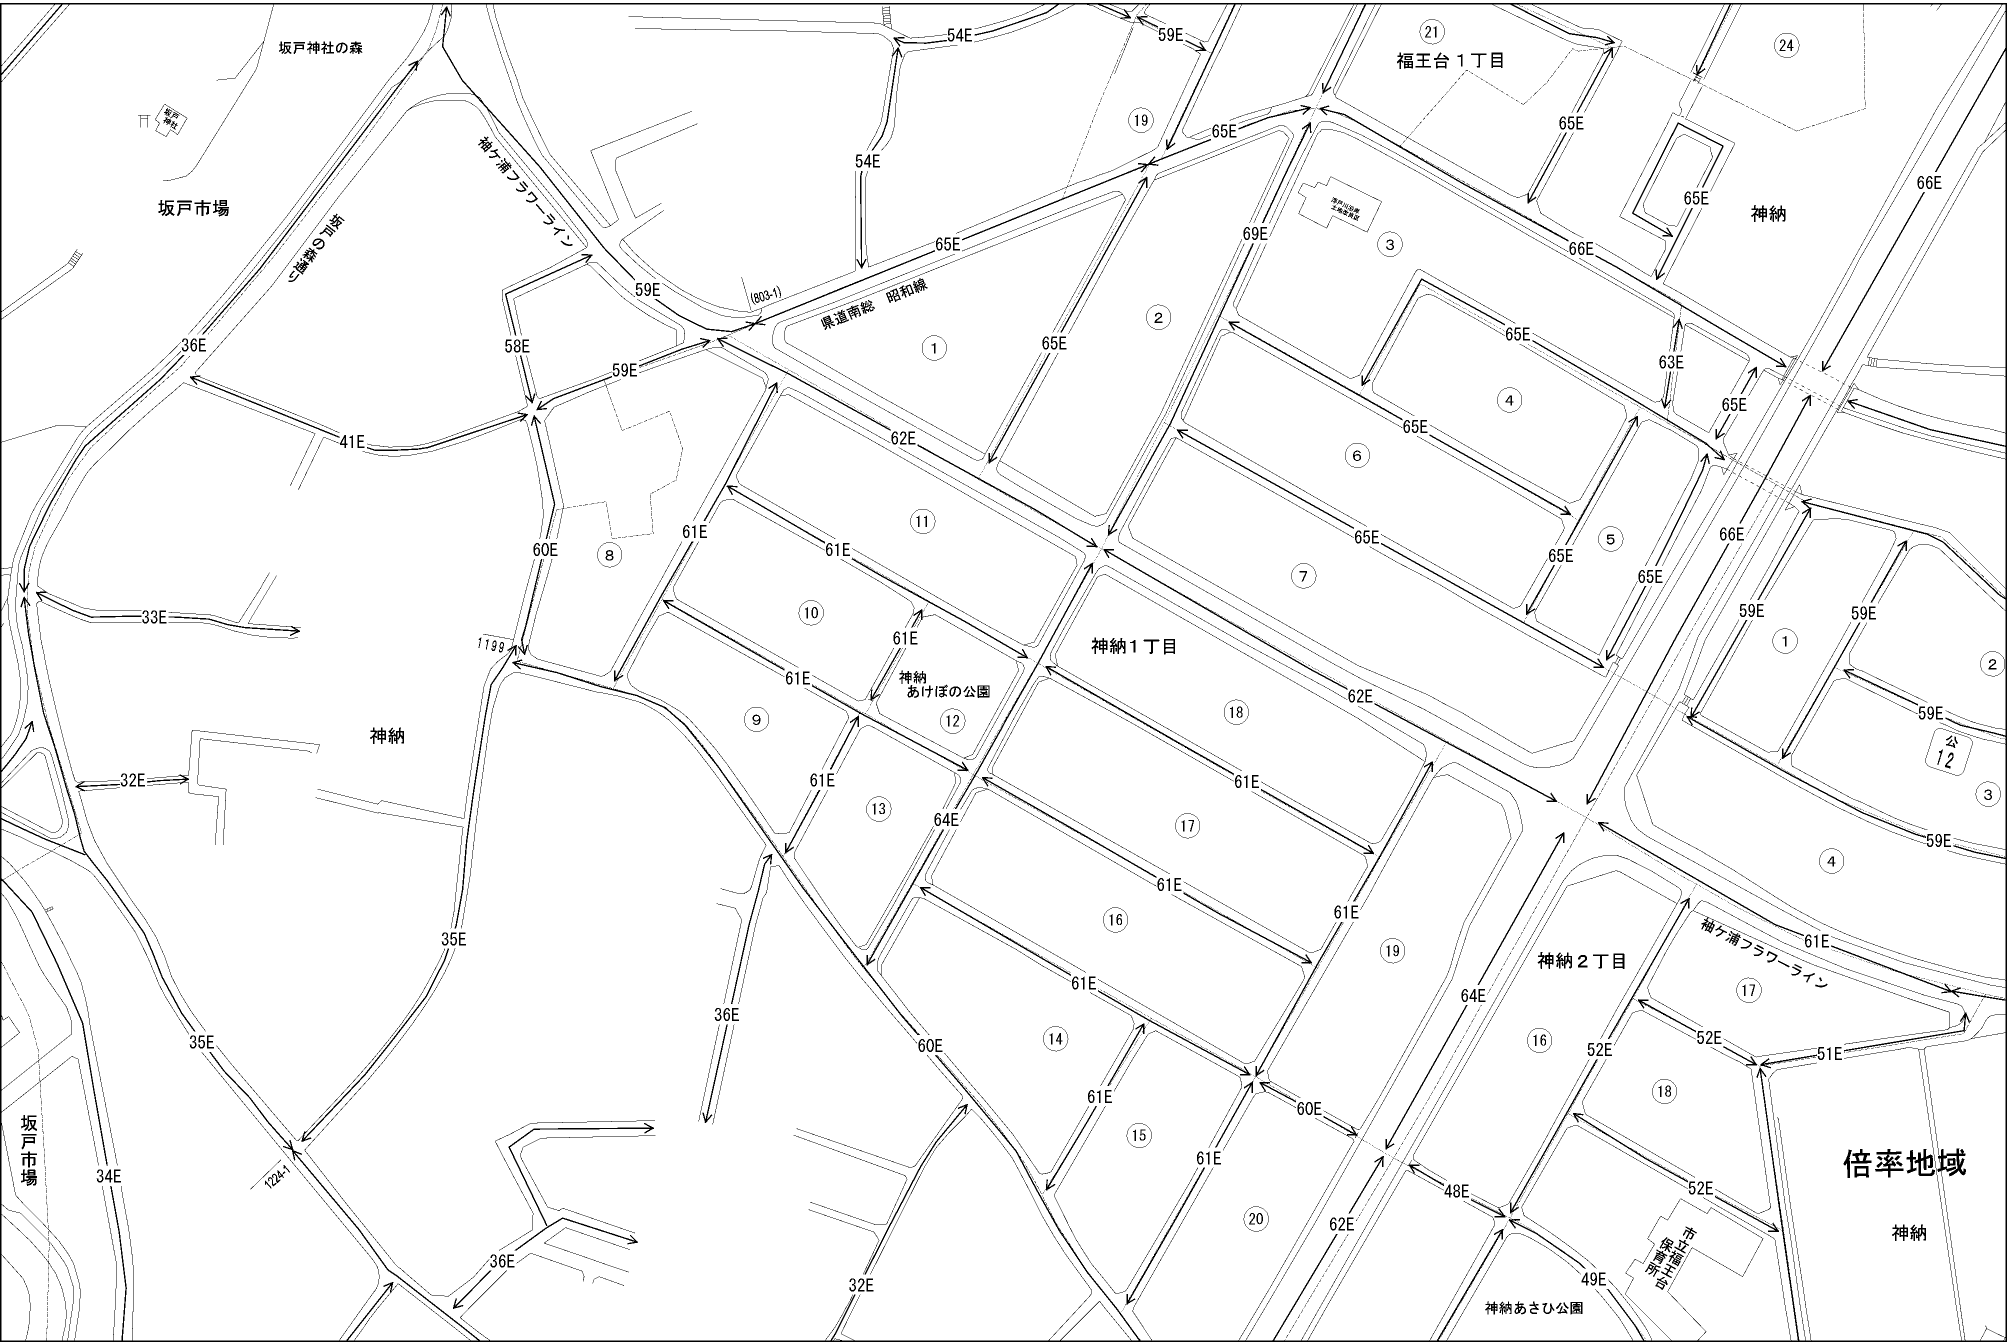 坂戸神社の森
54E
59E
21
福王台１丁目
24
坂戸
神社
19
65E
65E
54E
袖ケ浦フラワーライン
坂戸市場
坂戸の森通り
66E
65E
神納
69E
3
66E
65E
59E
(803-1)
県道南総　昭和線
2
36E
58E
1
65E
65E
63E
59E
4
65E
41E
62E
65E
6
11
61E
66E
60E
8
61E
65E
5
65E
7
65E
59E
59E
1
2
33E
10
61E
1199
神納１丁目
神納
あけぼの公園
61E
12
9
62E
18
59E
公
12
神納
32E
61E
61E
13
64E
17
3
59E
4
61E
16
61E
19
袖ケ浦フラワーライン
61E
35E
神納２丁目
61E
64E
17
36E
35E
60E
14
16
52E
52E
51E
61E
60E
18
15
坂戸市場
34E
1224-1
61E
48E
52E
倍率地域
20
62E
神納
市立福王台
保育所
36E
32E
49E
神納あさひ公園